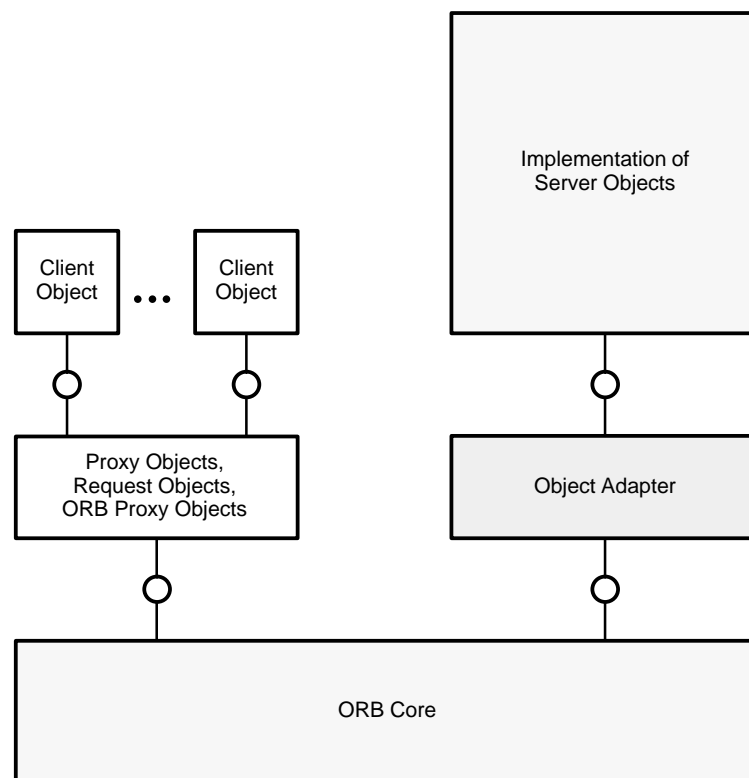 Implementation of
Server Objects
Client
Object
...
Client
Object
Proxy Objects,
Request Objects,
ORB Proxy Objects
Object Adapter
ORB Core